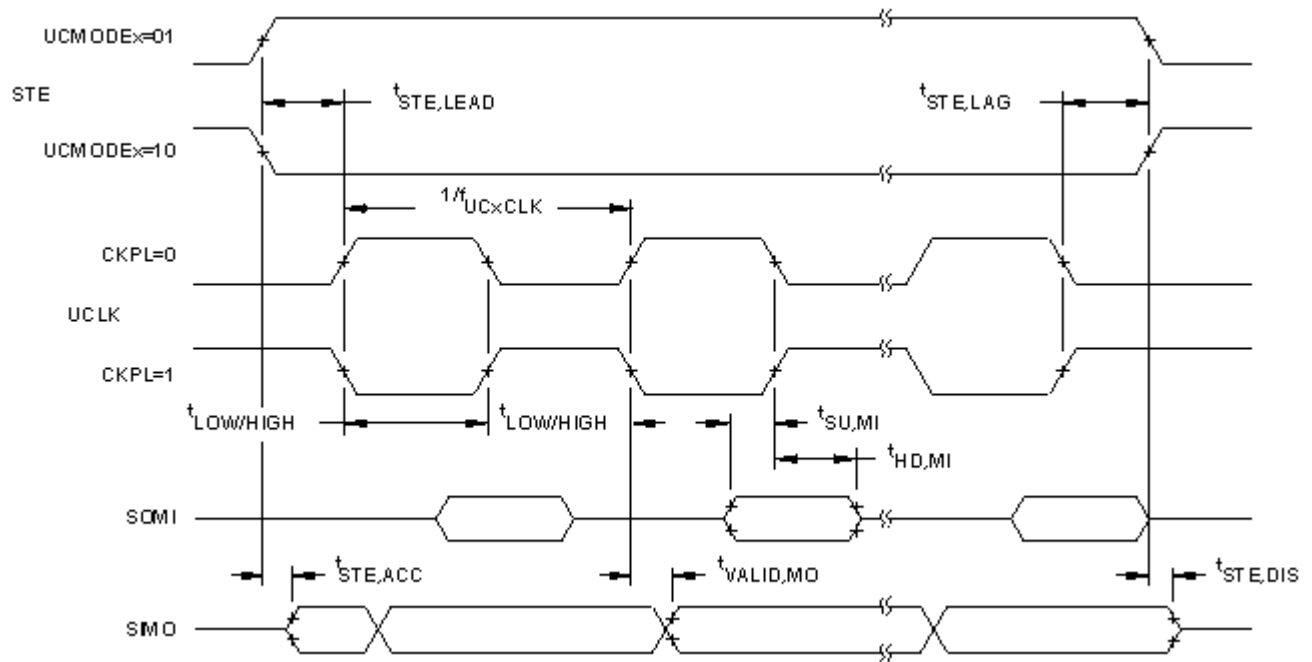 UCMODEx=01
STE
tSTE,LEAD
tSTE,LAG
UCMODEx=10
1/fUCxCLK
CKPL=0
UCLK
CKPL=1
tLOW/HIGH
tLOW/HIGH
tSU,MI
tHD,MI
SOMI
tSTE,ACC
tVALID,MO
tSTE,DIS
SIMO